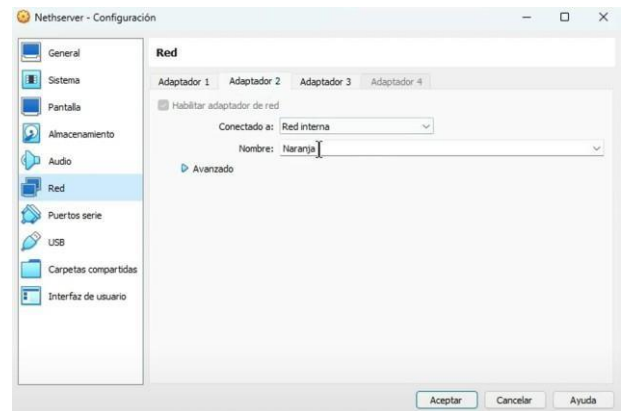 Nethserver - Configuración
General
Sistema
Pantalla
Almacenamiento
Audio
Red
Puertos serie
USB
Carpetas compartidas
Interfaz de usuario
Red
Adaptador 1 Adaptador 2 Adaptador 3 Adaptador 4
Habilitar adaptador de red
Conectado a: Red interna
Nombre: Naranja
Avanzado
Aceptar Cancelar Ayuda